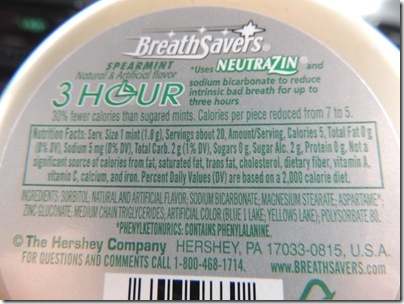 BreathSavers®
SPEARMINT
Natural & Artificial flavor
3 HOUR
*Uses NEUTRAZIN® and
sodium bicarbonate to reduce
intrinsic bad breath for up to
three hours
30% fewer calories than sugared mints. Calories per piece reduced from 7 to 5.
Nutrition Facts: Serv. Size 1 mint (1.8 g), Servings about 20, Amount/Serving, Calories 5, Total Fat 0 g
(0% DV), Sodium 5 mg (0% DV), Total Carb. 2 g (1% DV), Sugars 0 g, Sugar Alc. 2 g, Protein 0 g. Not a
significant source of calories from fat, saturated fat, trans fat, cholesterol, dietary fiber, vitamin A,
vitamin C, calcium, and iron. Percent Daily Values (DV) are based on a 2,000 calorie diet.
INGREDIENTS: SORBITOL, NATURAL AND ARTIFICIAL FLAVOR; SODIUM BICARBONATE; MAGNESIUM STEARATE; ASPARTAME*;
ZINC GLUCONATE; MEDIUM CHAIN TRIGLYCERIDES; ARTIFICIAL COLOR (BLUE 1 LAKE; YELLOW 5 LAKE); POLYSORBATE 80.
*PHENYLKETONURICS: CONTAINS PHENYLALANINE.
© The Hershey Company HERSHEY, PA 17033-0815, U.S.A.
FOR QUESTIONS AND COMMENTS CALL 1-800-468-1714. WWW.BREATHSAVERS.COM